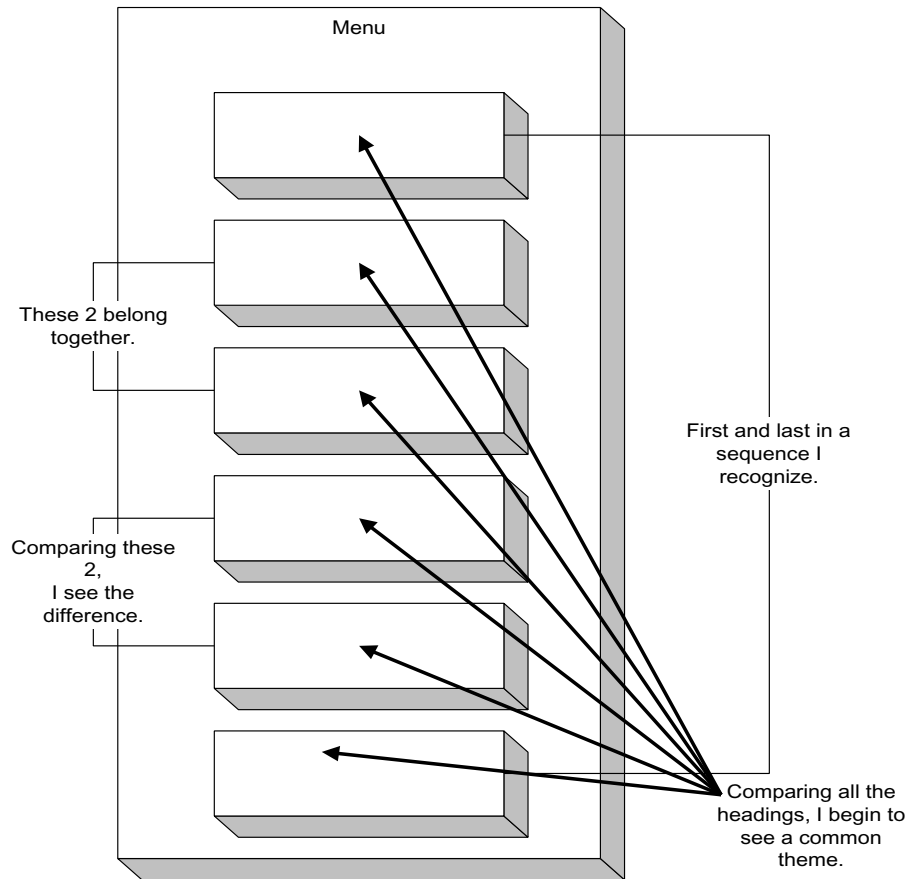 Menu
These 2 belong
together.
First and last in a
sequence I
recognize.
Comparing these
2,
I see the
difference.
Comparing all the
headings, I begin to
see a common
theme.